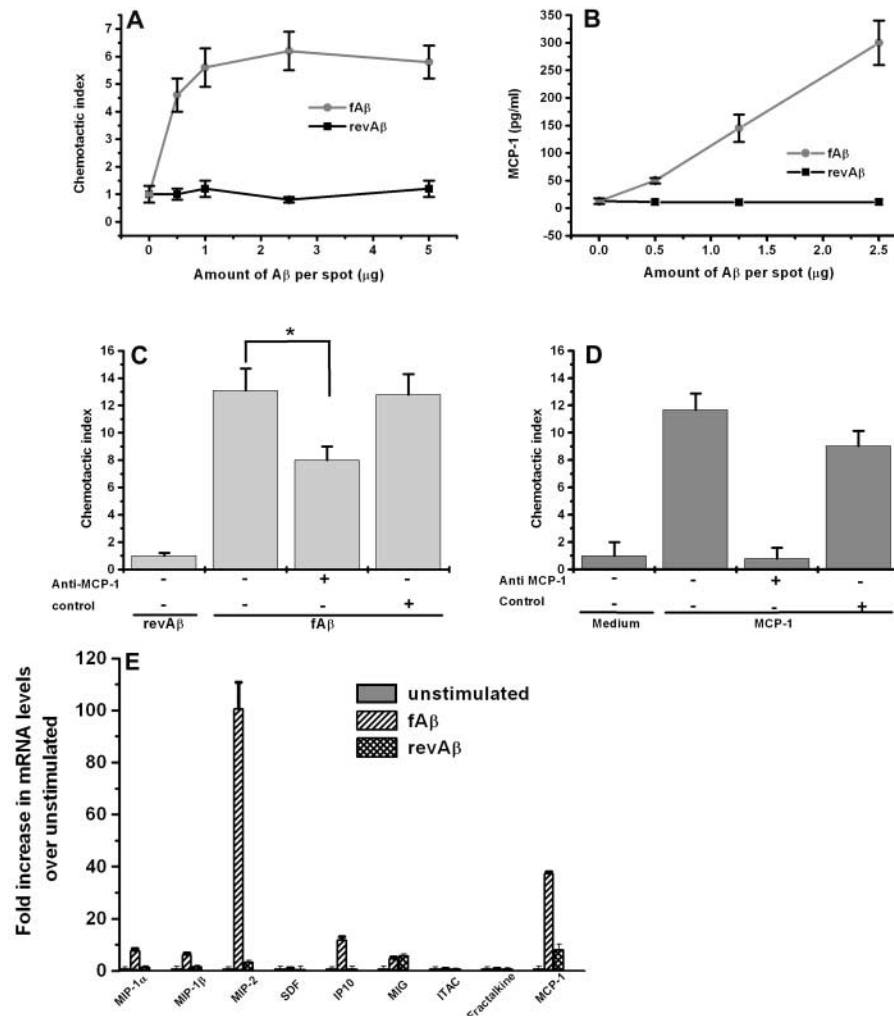 A
Chemotactic index
7
6
5
4
3
2
1
0
fAβ
revAβ
0 1 2 3 4 5
Amount of Aβ per spot (μg)
B
MCP-1 (pg/ml)
350
300
250
200
150
100
50
0
-50
fAβ
revAβ
0.0 0.5 1.0 1.5 2.0 2.5
Amount of Aβ per spot (μg)
C
*
Chemotactic index
16
14
12
10
8
6
4
2
0
Anti-MCP-1 - - + -
control - - - +
revAβ fAβ
D
Chemotactic index
16
14
12
10
8
6
4
2
0
Anti MCP-1 - - + -
Control - - - +
Medium MCP-1
E
Fold increase in mRNA levels
over unstimulated
120
100
80
60
40
20
0
unstimulated
fAβ
revAβ
MIP-1α MIP-1β MIP-2 SDF IP10 MIG ITAC Fractalkine MCP-1